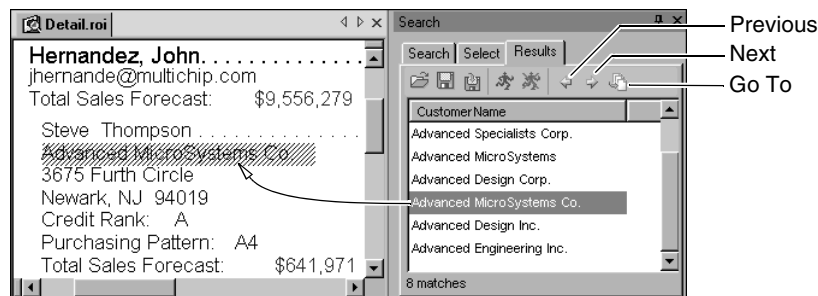 Detail.roi
Hernandez, John. . . . . . . . . . . . . .
jhernande@multichip.com
Total Sales Forecast: $9,556,279
Steve Thompson . . . . . . . . . . . . . .
Advanced MicroSystems Co.
3675 Furth Circle
Newark, NJ 94019
Credit Rank: A
Purchasing Pattern: A4
Total Sales Forecast: $641,971
Search
Search Select Results
CustomerName
Advanced Specialists Corp.
Advanced MicroSystems
Advanced Design Corp.
Advanced MicroSystems Co.
Advanced Design Inc.
Advanced Engineering Inc.
8 matches
Previous
Next
Go To